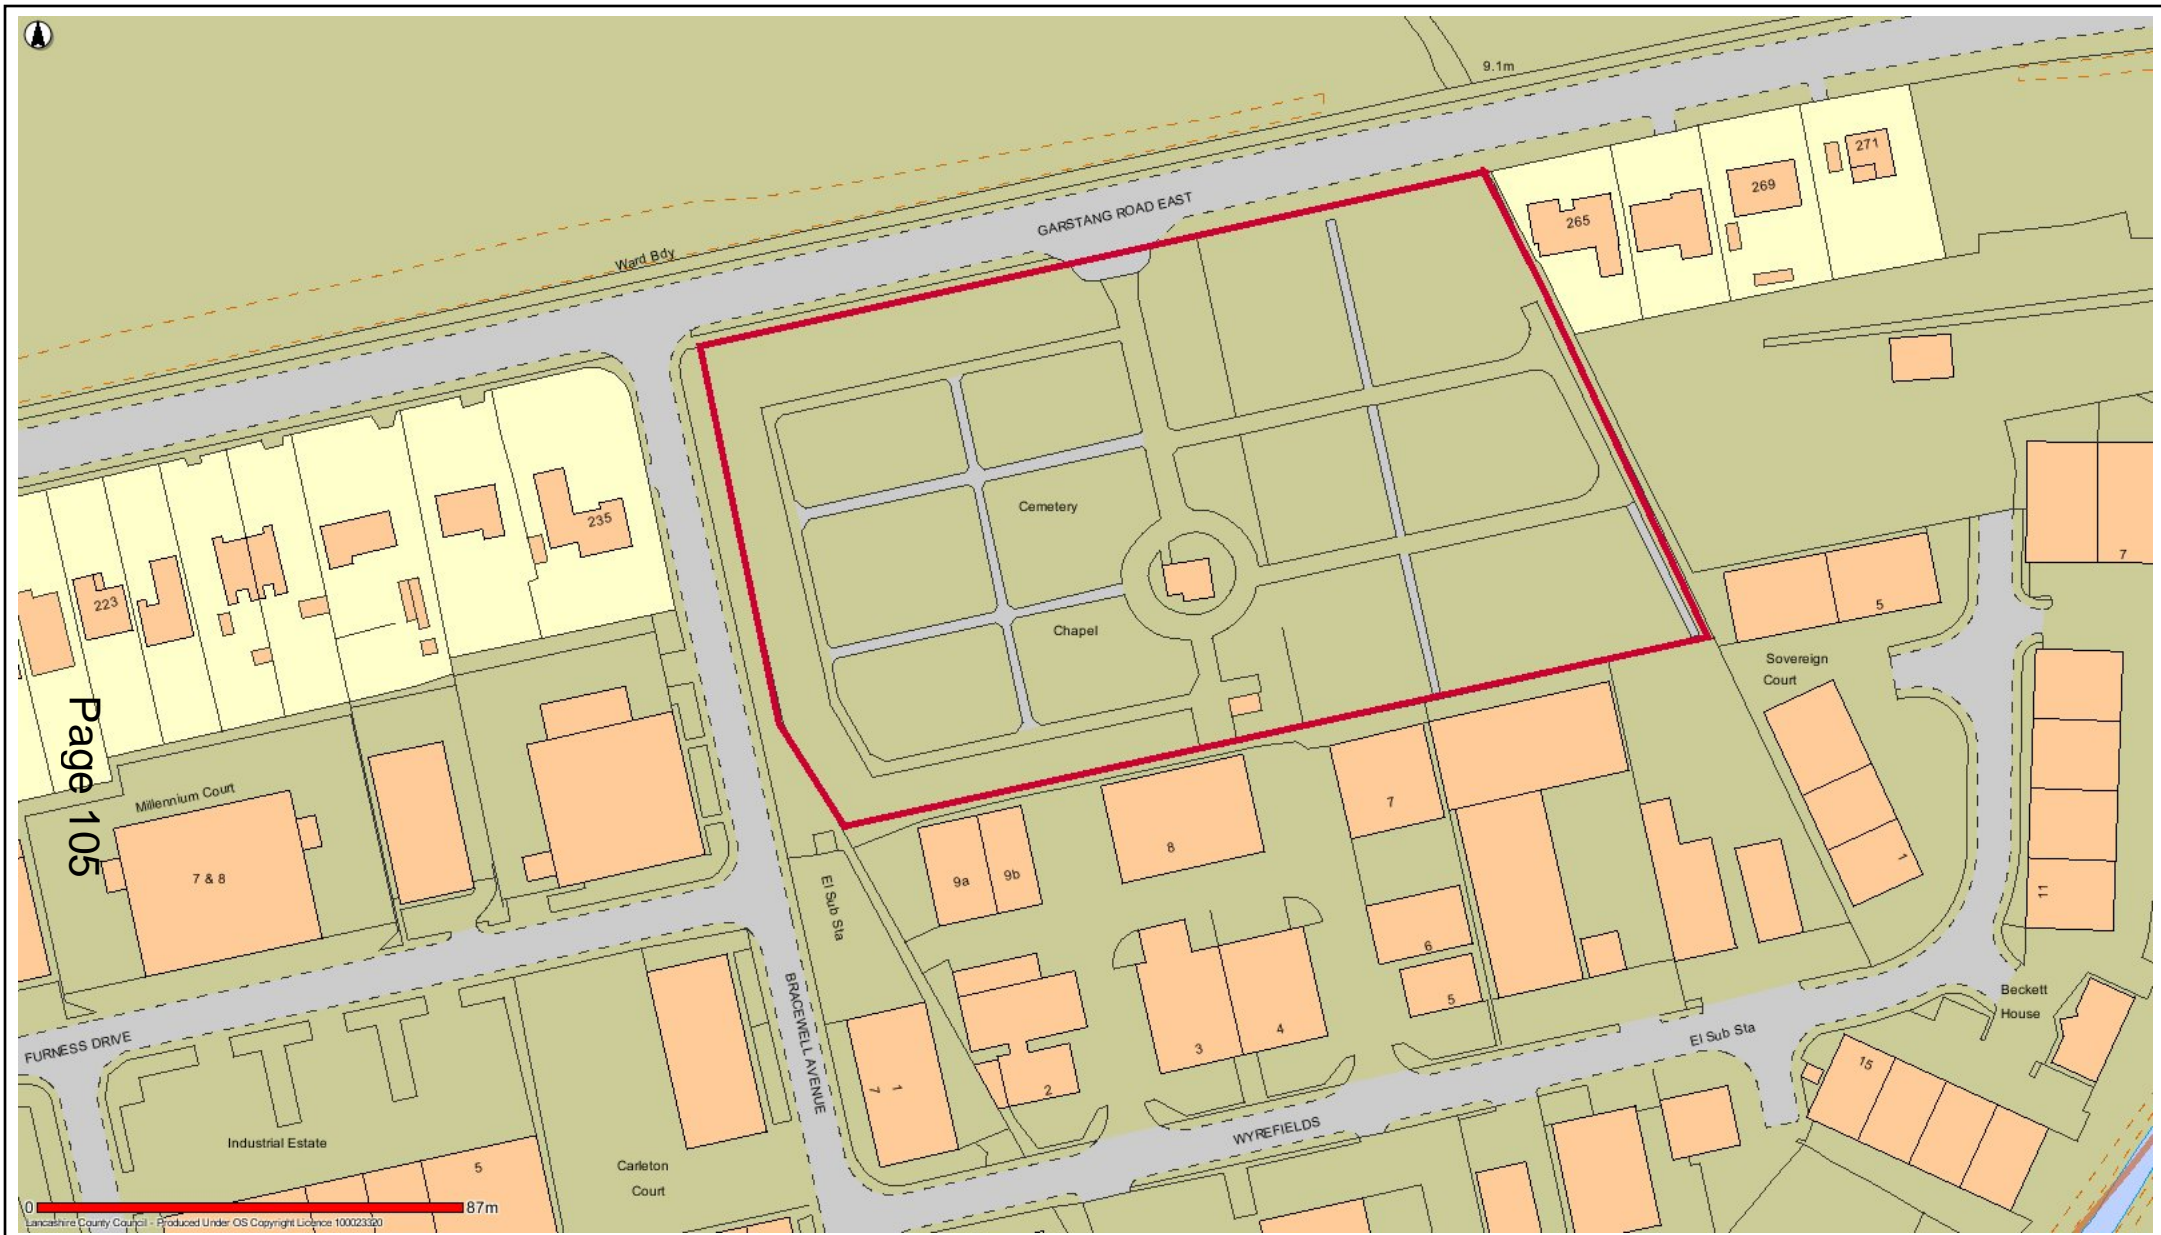 9.1m
GARSTANG ROAD EAST
Ward Bdy
271
269
265
235
223
Cemetery
Chapel
7
5
Sovereign
Court
Page 105
Millennium Court
7 & 8
7
8
9a
9b
El Sub Sta
6
5
1
11
BRACEWELL AVENUE
3
4
2
7
1
Beckett
House
El Sub Sta
15
FURNESS DRIVE
WYREFIELDS
Industrial Estate
5
Carleton
Court
0
87m
Lancashire County Council - Produced Under OS Copyright Licence 100023320